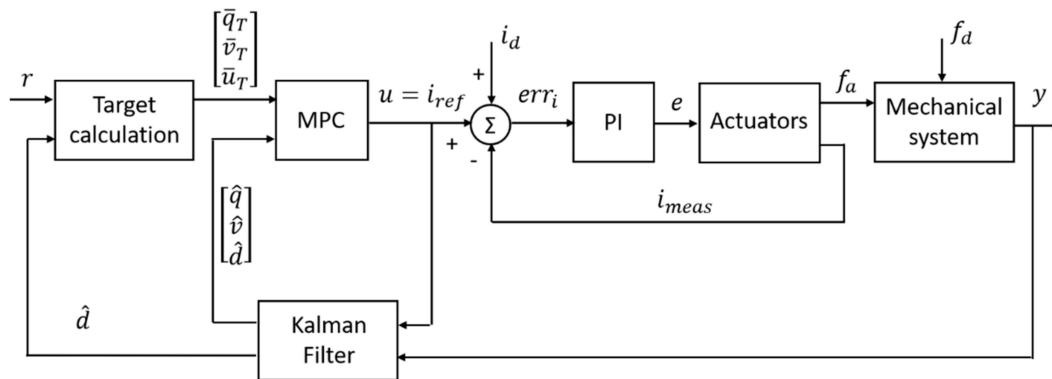 r
Target
calculation
[q̄_T
v̄_T
ū_T]
MPC
u = i_ref
i_d
+
+
-
Σ
err_i
PI
e
Actuators
f_a
i_meas
f_d
Mechanical
system
y
[q̂
v̂
d̂]
d̂
Kalman
Filter